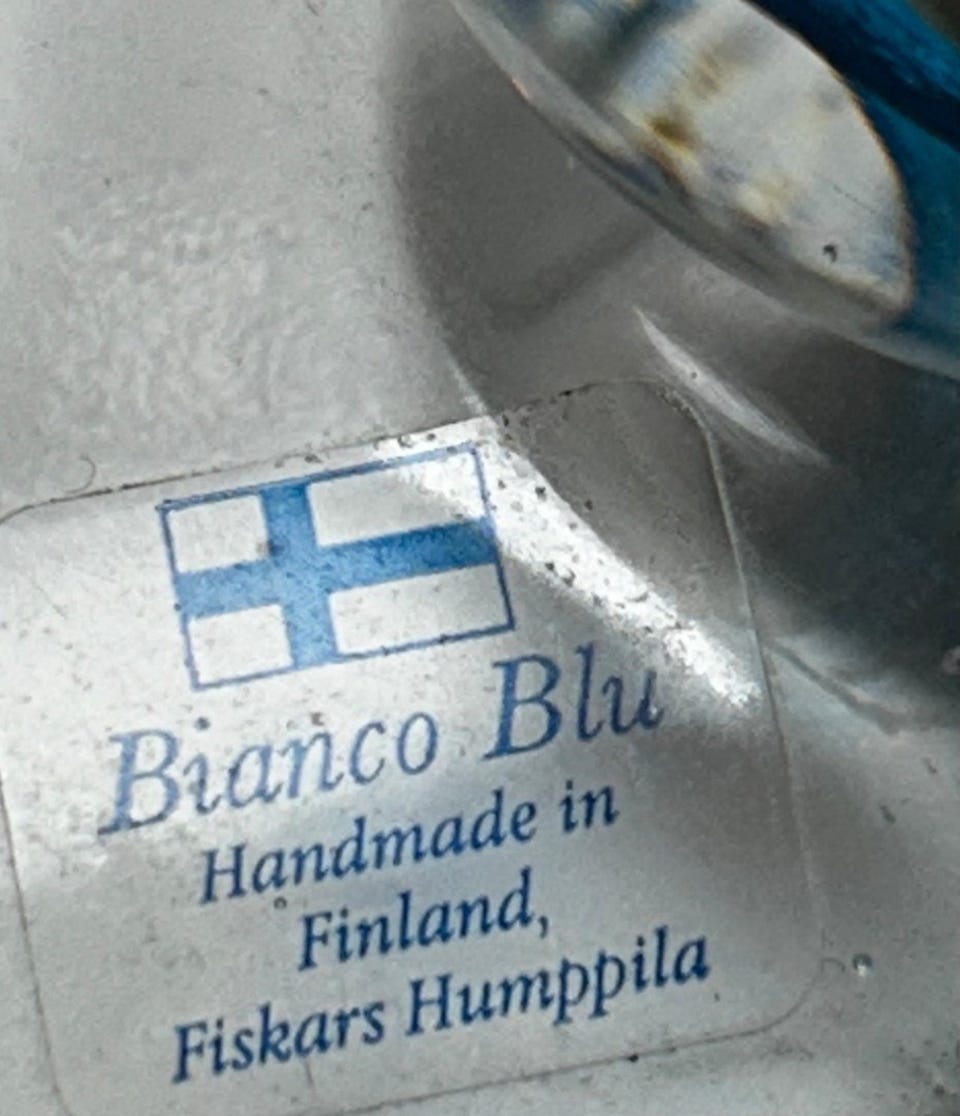 Bianco Blu
Handmade in
Finland,
Fiskars Humppila